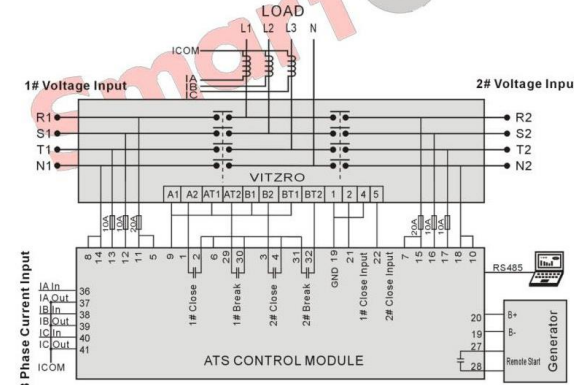 LOAD
L1 L2 L3 N
ICOM
IA
IB
IC
1# Voltage Input
2# Voltage Inpu
R1
R2
S1
S2
T1
T2
N1
N2
VITZRO
A1 A2 AT1 AT2 B1 B2 BT1 BT2 1 2 4 5
10A 10A 20A
20A 10A 10A
8 14 13 12 11 5 9 1 2 6 29 30 3 4 31 32 19 21 22 7 15 16 17 18 10
GND
1# Close
1# Break
2# Close
2# Break
1# Close Input
2# Close Input
RS485
3 Phase Current Input
IA In 36
IA Out 37
IB In 38
IB Out 39
IC In 40
IC Out 41
ICOM
ATS CONTROL MODULE
20 B+
19 B-
27
Remote Start
28
Generator
smart